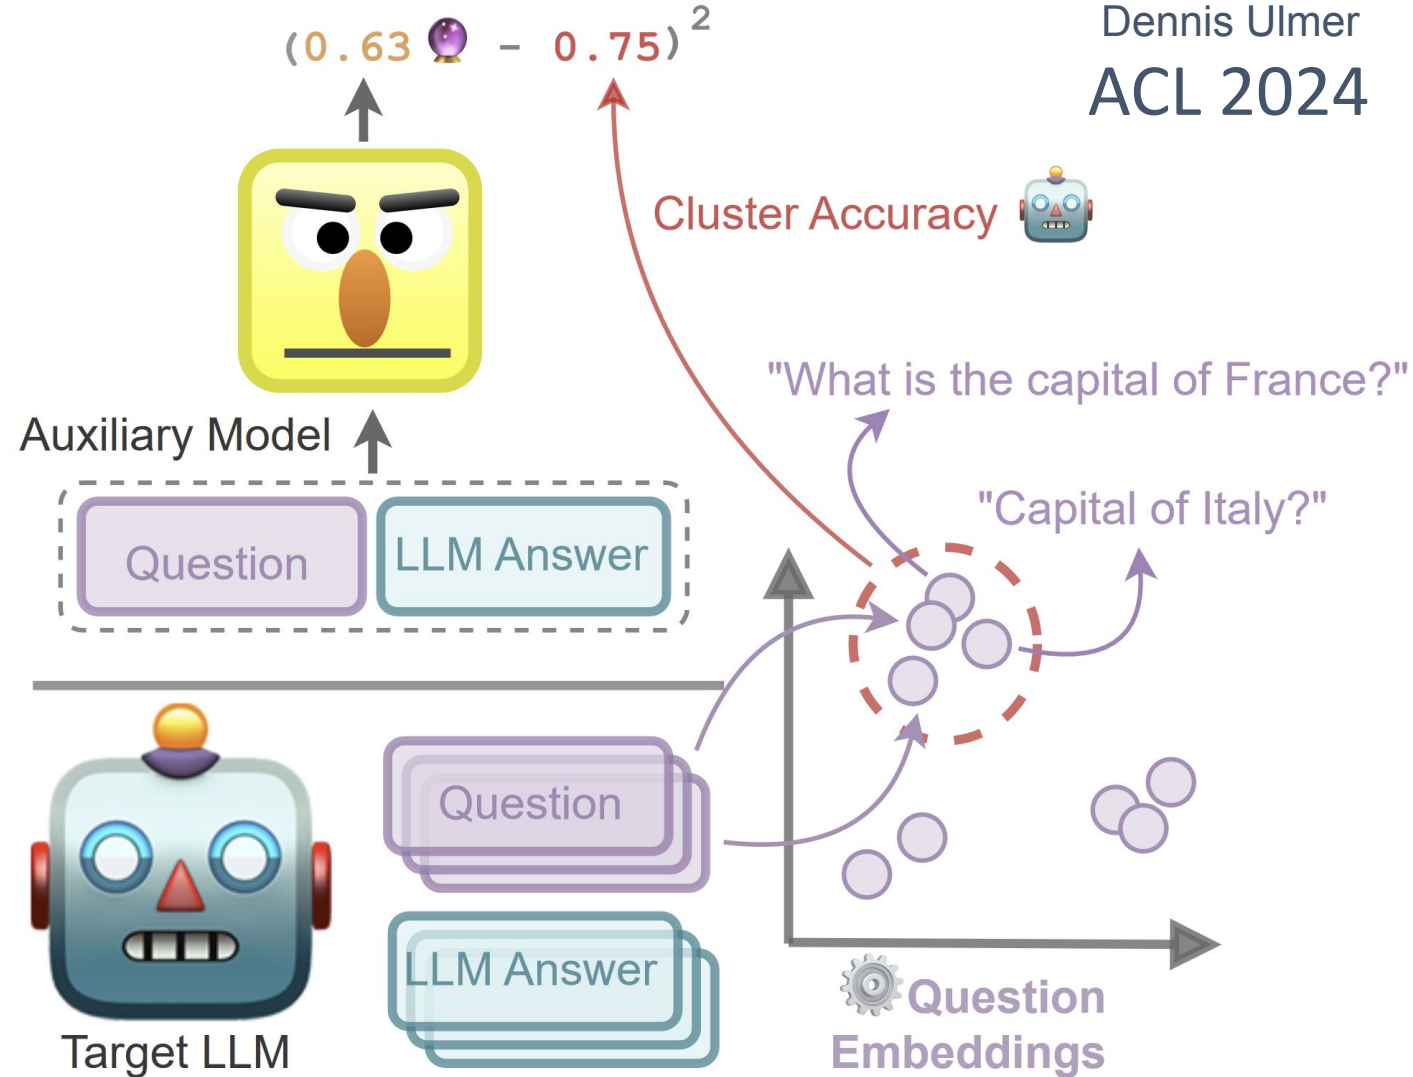 (0.63 🔮 - 0.75)²
Dennis Ulmer
ACL 2024
Cluster Accuracy
"What is the capital of France?"
Auxiliary Model
"Capital of Italy?"
Question
LLM Answer
Question
LLM Answer
Target LLM
Question
Embeddings